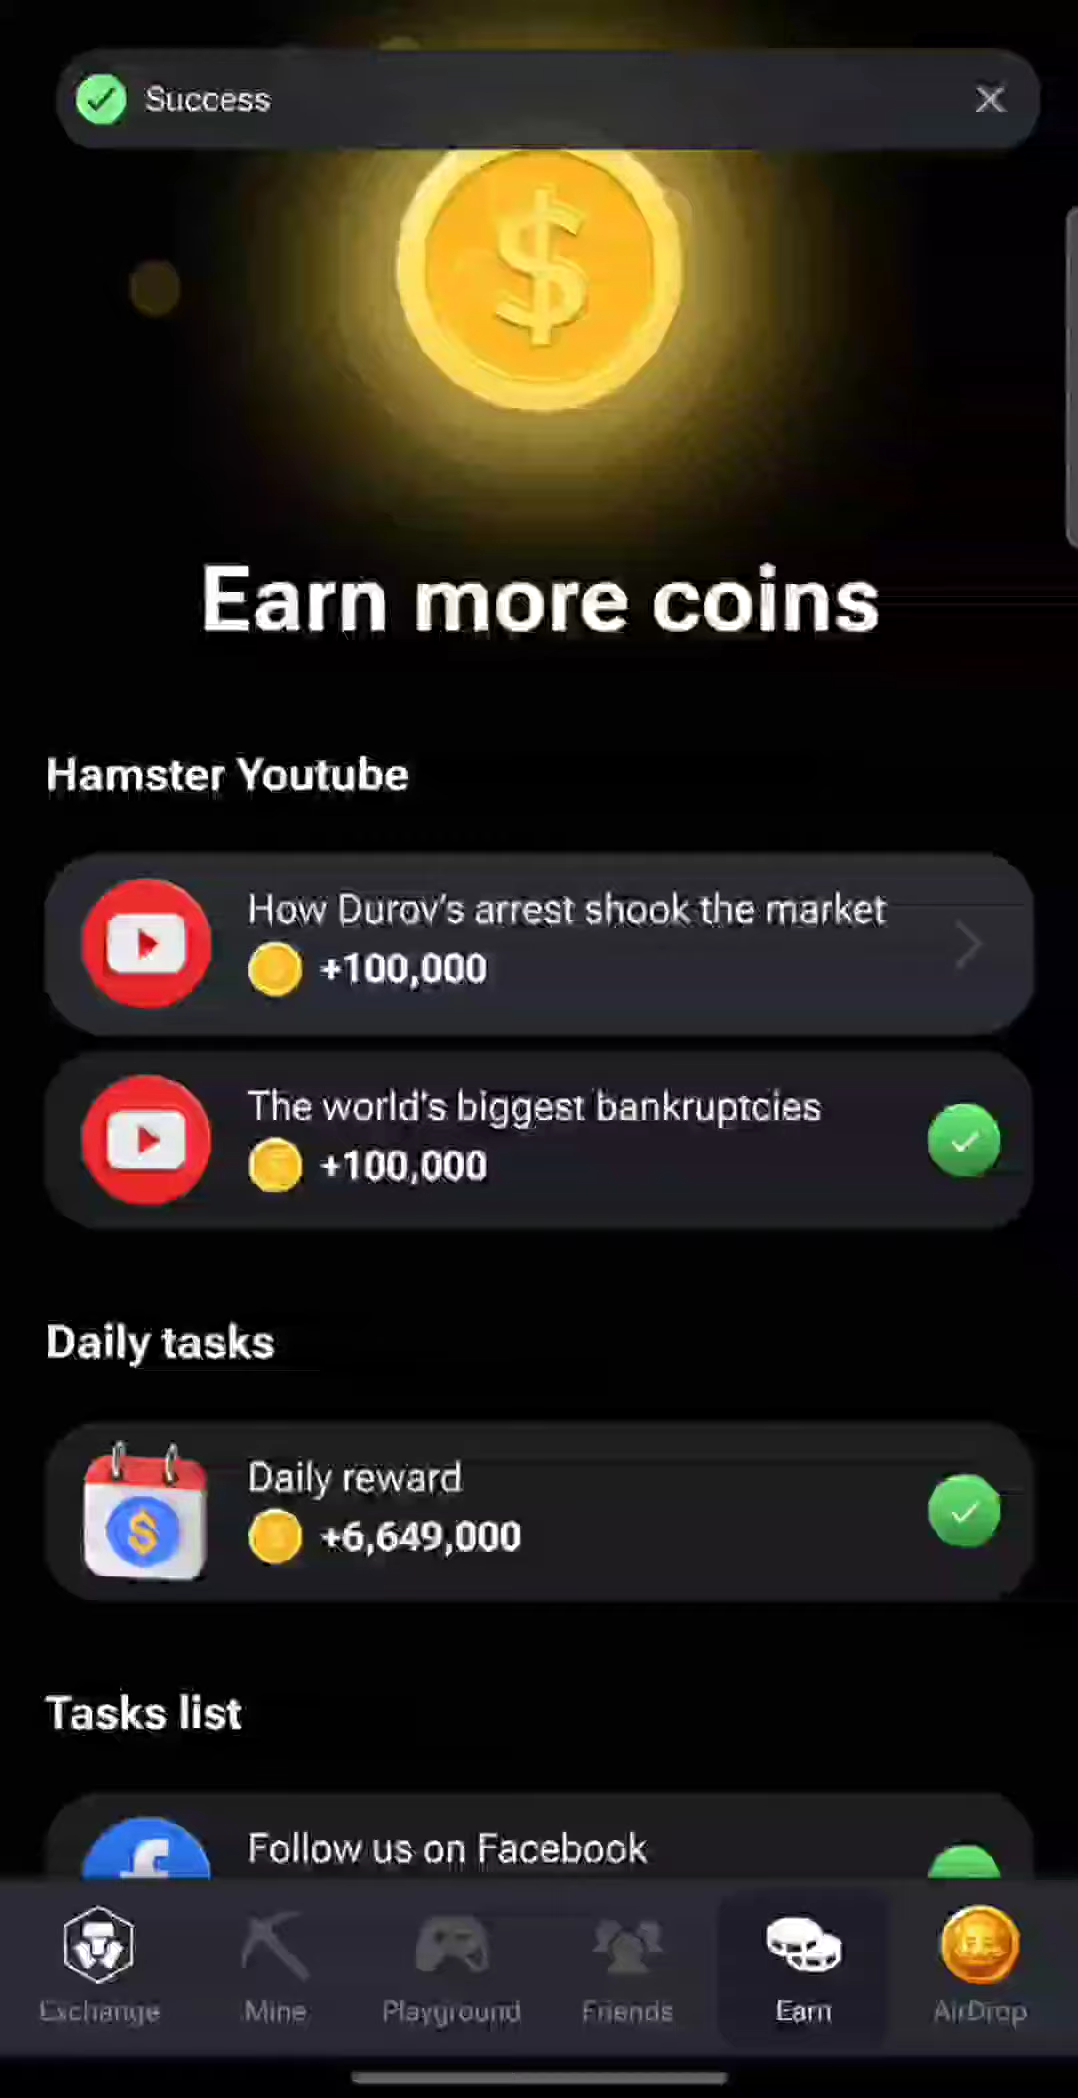 Success
Earn more coins
Hamster Youtube
How Durov's arrest shook the market
+100,000
The world's biggest bankruptcies
+100,000
Daily tasks
Daily reward
+6,649,000
Tasks list
Follow us on Facebook
Exchange
Mine
Playground
Friends
Earn
AirDrop